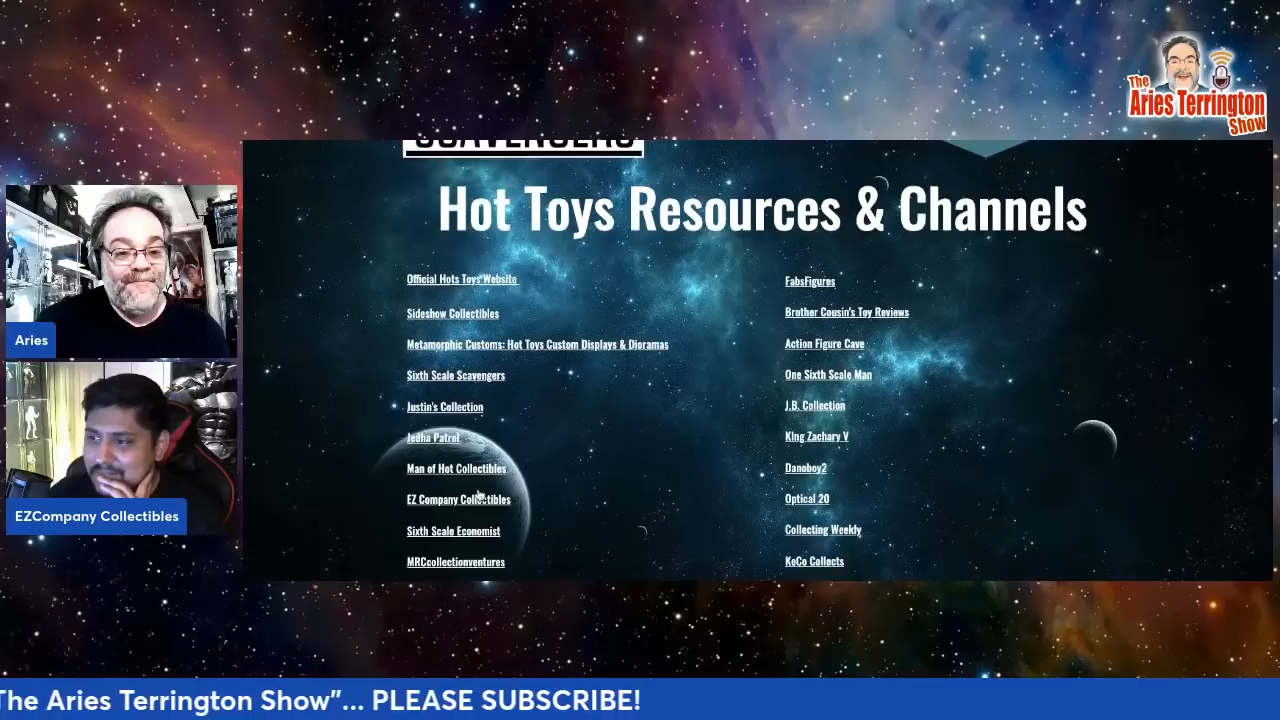 The
Aries Terrington
Show
SCAVENGERS
Hot Toys Resources & Channels
Official Hots Toys Website
Sideshow Collectibles
Metamorphic Customs: Hot Toys Custom Displays & Dioramas
Sixth Scale Scavengers
Justin's Collection
Jedha Patrol
Man of Hot Collectibles
EZ Company Collectibles
Sixth Scale Economist
MRCcollectionventures
FabsFigures
Brother Cousin's Toy Reviews
Action Figure Cave
One Sixth Scale Man
J.B. Collection
King Zachary V
Danoboy2
Optical 20
Collecting Weekly
KeCo Collects
Aries
EZCompany Collectibles
The Aries Terrington Show"... PLEASE SUBSCRIBE!